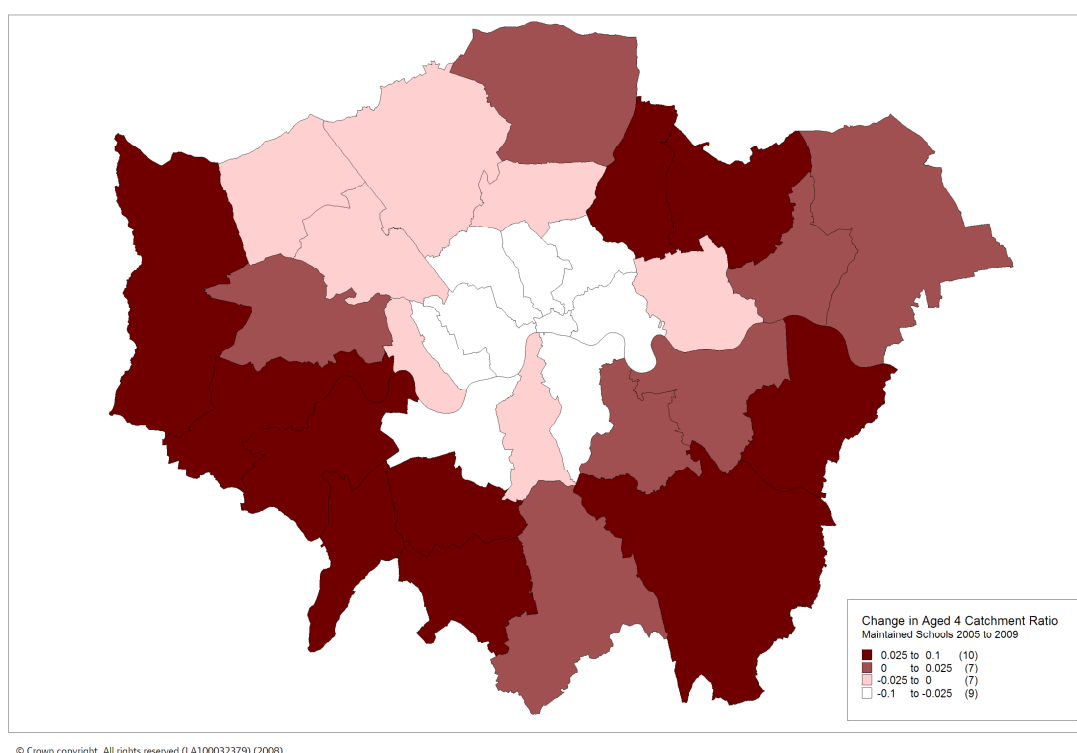 Change in Aged 4 Catchment Ratio
Maintained Schools 2005 to 2009
0.025 to 0.1 (10)
0 to 0.025 (7)
-0.025 to 0 (7)
-0.1 to -0.025 (9)
© Crown copyright. All rights reserved (LA100032379) (2008)